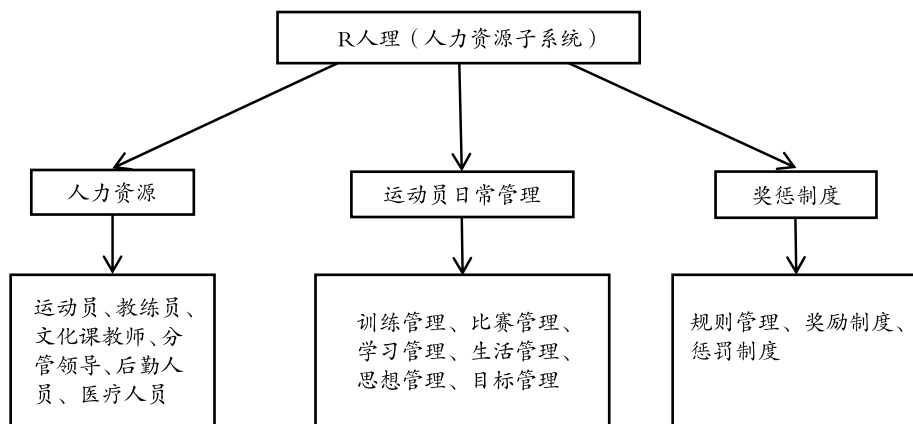 R人理（人力资源子系统）
人力资源
运动员日常管理
奖惩制度
运动员、教练员、
文化课教师、分
管领导、后勤人
员、医疗人员
训练管理、比赛管理、
学习管理、生活管理、
思想管理、目标管理
规则管理、奖励制度、
惩罚制度